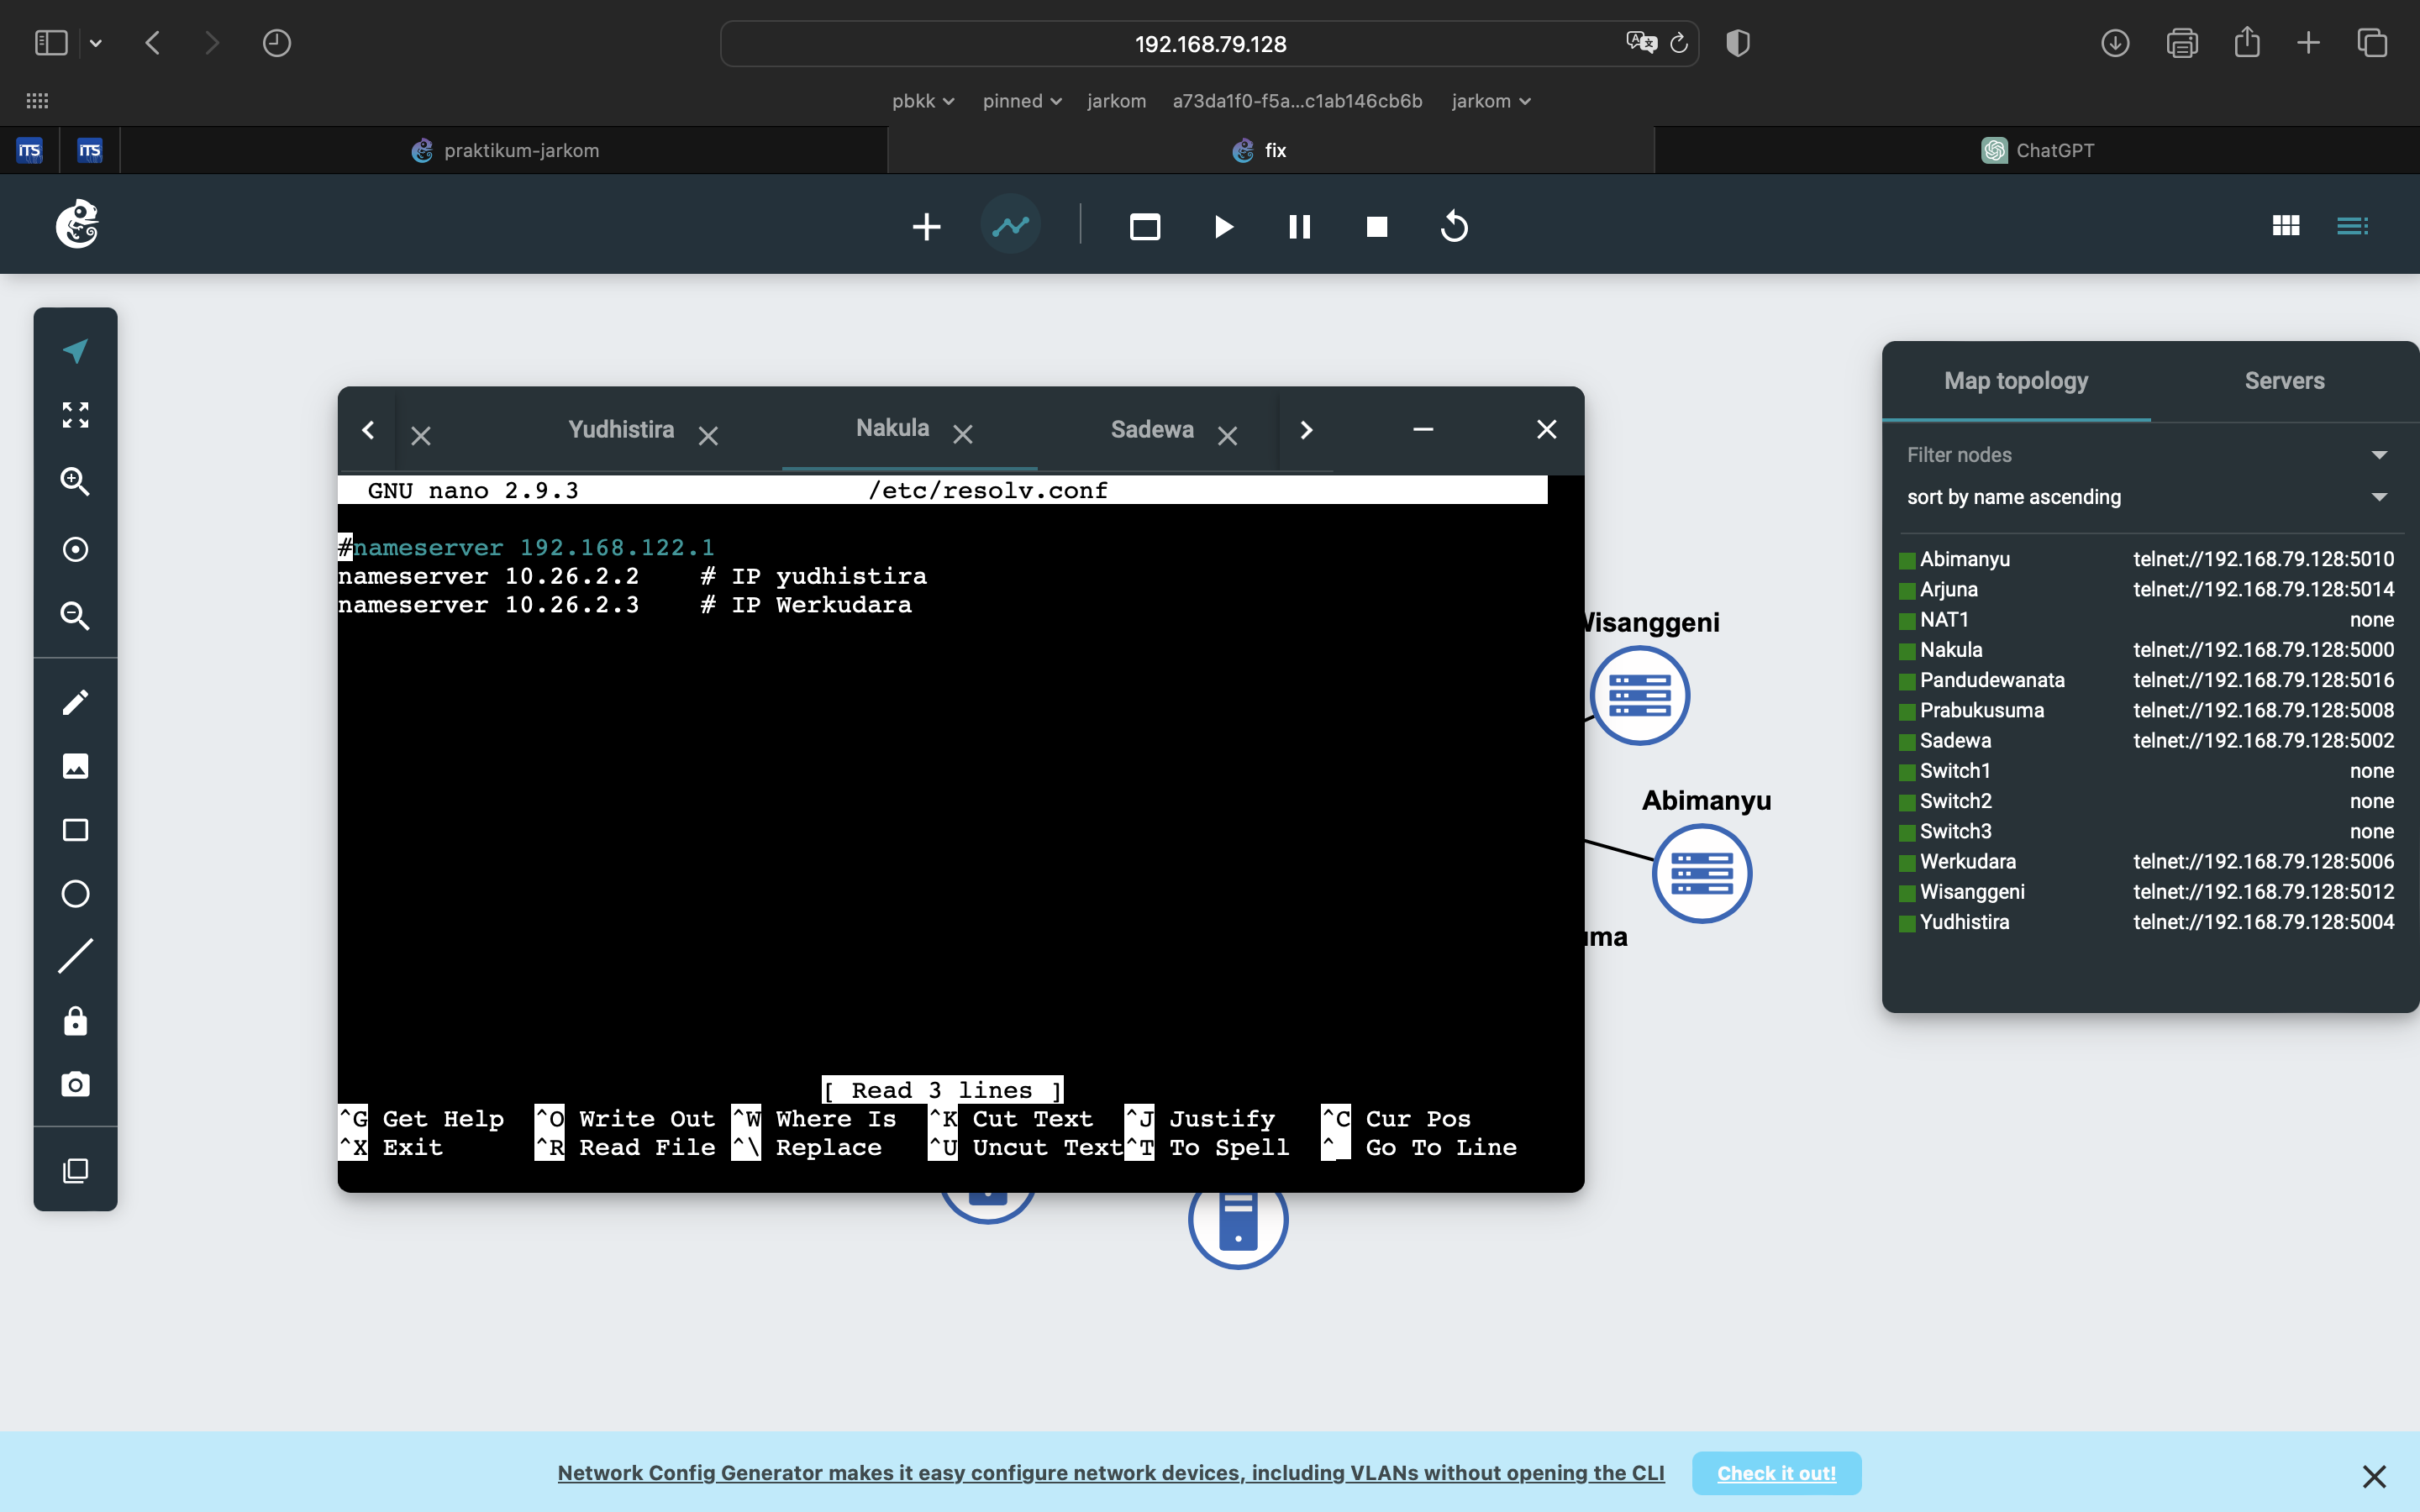 192.168.79.128
pbkk pinned jarkom a73da1f0-f5a...c1ab146cb6b jarkom
iTS iTS praktikum-jarkom fix ChatGPT
Map topology Servers
Filter nodes
sort by name ascending
Abimanyu telnet://192.168.79.128:5010
Arjuna telnet://192.168.79.128:5014
NAT1 none
Nakula telnet://192.168.79.128:5000
Pandudewanata telnet://192.168.79.128:5016
Prabukusuma telnet://192.168.79.128:5008
Sadewa telnet://192.168.79.128:5002
Switch1 none
Switch2 none
Switch3 none
Werkudara telnet://192.168.79.128:5006
Wisanggeni telnet://192.168.79.128:5012
Yudhistira telnet://192.168.79.128:5004
Yudhistira Nakula Sadewa
GNU nano 2.9.3 /etc/resolv.conf
#nameserver 192.168.122.1
nameserver 10.26.2.2 # IP yudhistira
nameserver 10.26.2.3 # IP Werkudara
[ Read 3 lines ]
^G Get Help ^O Write Out ^W Where Is ^K Cut Text ^J Justify ^C Cur Pos
^X Exit ^R Read File ^\ Replace ^U Uncut Text ^T To Spell ^_ Go To Line
Wisanggeni
Abimanyu
uma
Network Config Generator makes it easy configure network devices, including VLANs without opening the CLI
Check it out!